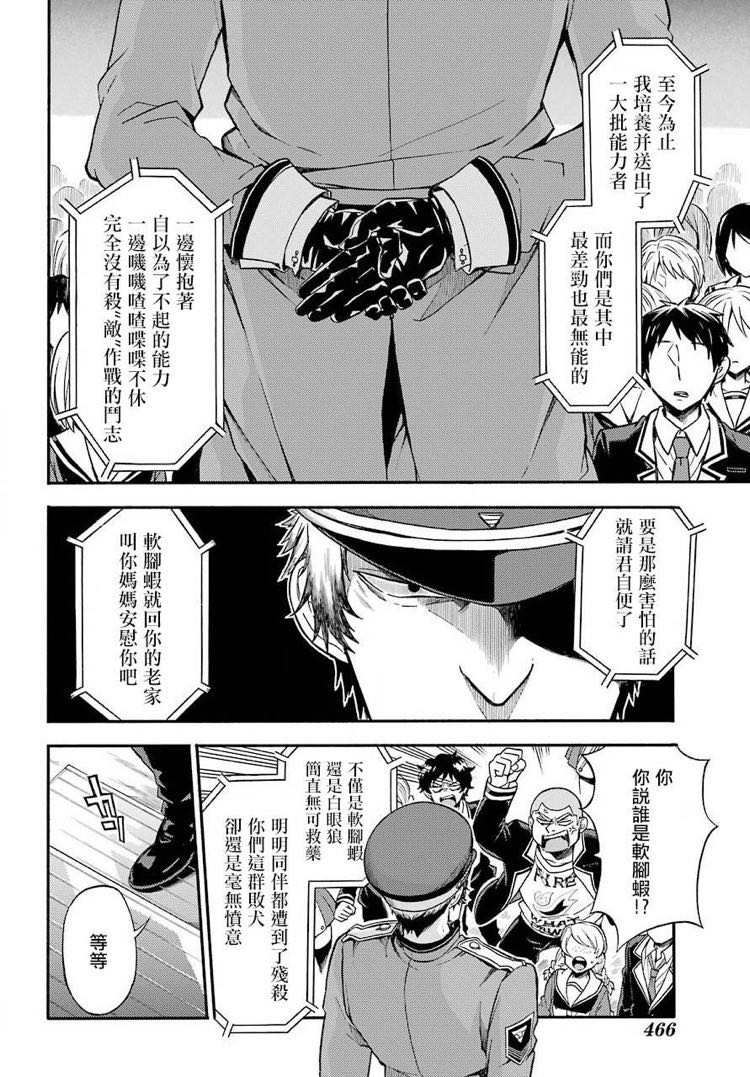 至今為止
我培養并送出了
一大批能力者
而你們是其中
最差勁也最無能的
一邊懷抱著
自以為了不起的能力
一邊嘰嘰喳喳喋喋不休
完全沒有殺“敵”作戰的鬥志
要是那麼害怕的話
就請君自便了
軟腳蝦就回你的老家
叫你媽媽安慰你吧
你
你説誰是軟腳蝦!?
FIRE
WHAT
不僅是軟腳蝦
還是白眼狼
簡直無可救藥
明明同伴都遭到了殘殺
你們這群敗犬
卻還是毫無憤意
等等
466